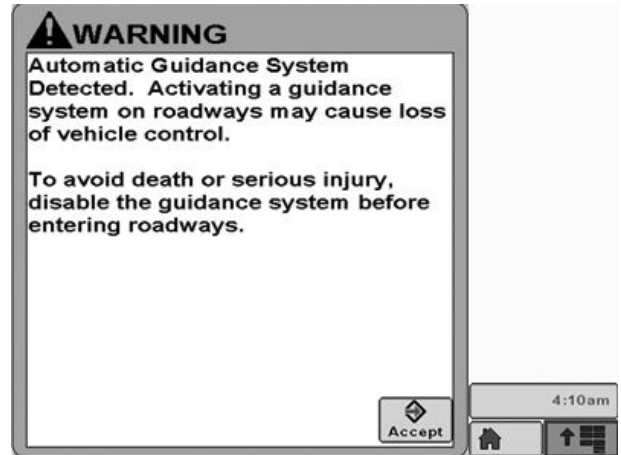 WARNING
Automatic Guidance System
Detected. Activating a guidance
system on roadways may cause loss
of vehicle control.
To avoid death or serious injury,
disable the guidance system before
entering roadways.
Accept
4:10am